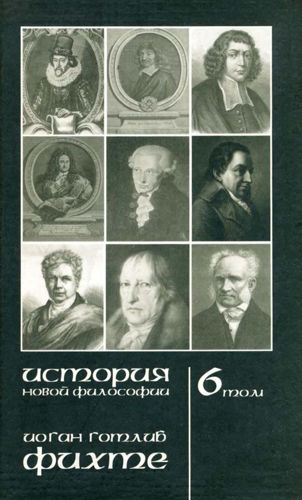 история
новой философии
6 том
иоган готлиб
фихте